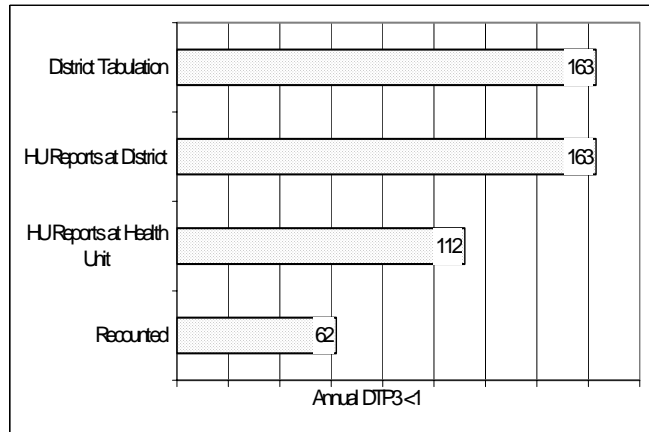 District Tabulation
163
HU Reports at District
163
HU Reports at Health
Unit
112
Recounted
62
Annual DTP3 <1